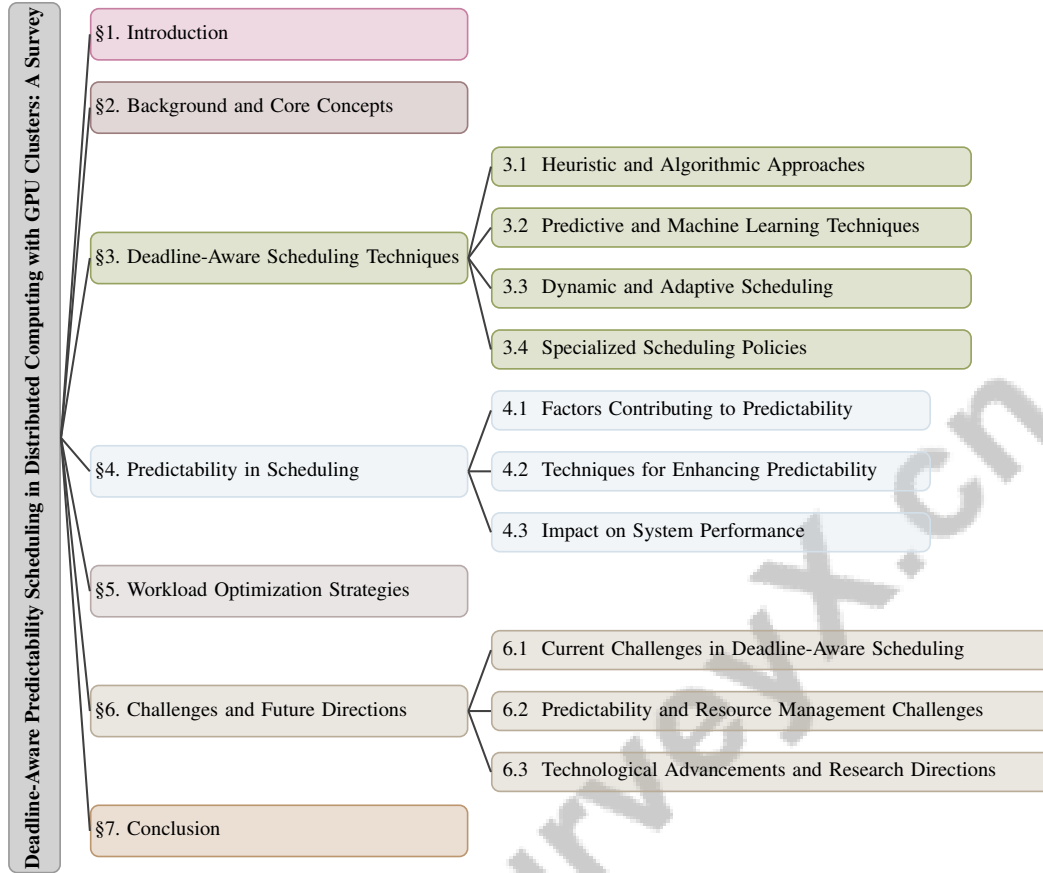 Deadline-Aware Predictability Scheduling in Distributed Computing with GPU Clusters: A Survey
§1. Introduction
§2. Background and Core Concepts
§3. Deadline-Aware Scheduling Techniques
3.1 Heuristic and Algorithmic Approaches
3.2 Predictive and Machine Learning Techniques
3.3 Dynamic and Adaptive Scheduling
3.4 Specialized Scheduling Policies
§4. Predictability in Scheduling
4.1 Factors Contributing to Predictability
4.2 Techniques for Enhancing Predictability
4.3 Impact on System Performance
§5. Workload Optimization Strategies
§6. Challenges and Future Directions
6.1 Current Challenges in Deadline-Aware Scheduling
6.2 Predictability and Resource Management Challenges
6.3 Technological Advancements and Research Directions
§7. Conclusion
urveyx.cn